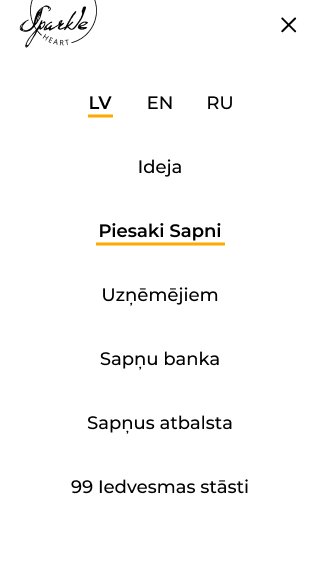 Sparkle
HEART
LV EN RU
Ideja
Piesaki Sapni
Uzņēmējiem
Sapņu banka
Sapņus atbalsta
99 Iedvesmas stāsti